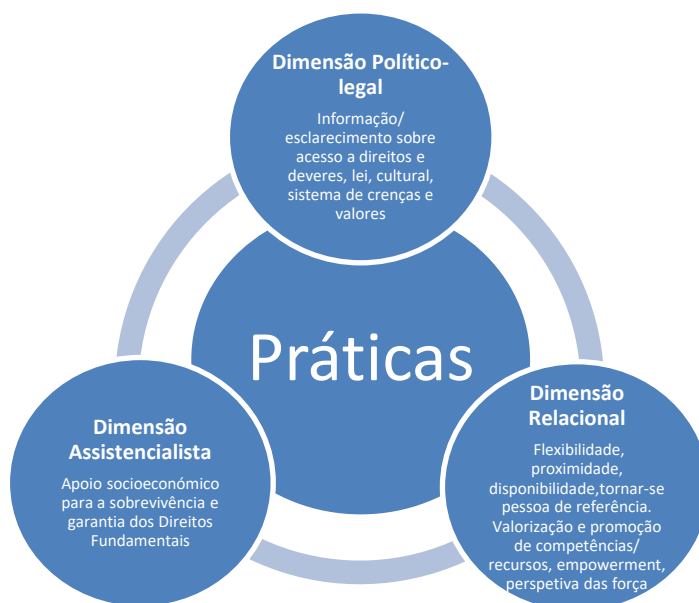 Dimensão Político-
legal
Informação/
esclarecimento sobre
acesso a direitos e
deveres, lei, cultural,
sistema de crenças e
valores
Práticas
Dimensão
Assistencialista
Apoio socioeconómico
para a sobrevivência e
garantia dos Direitos
Fundamentais
Dimensão
Relacional
Flexibilidade,
proximidade,
disponibilidade,tornar-se
pessoa de referência.
Valorização e promoção
de competências/
recursos, empowerment,
perspetiva das força